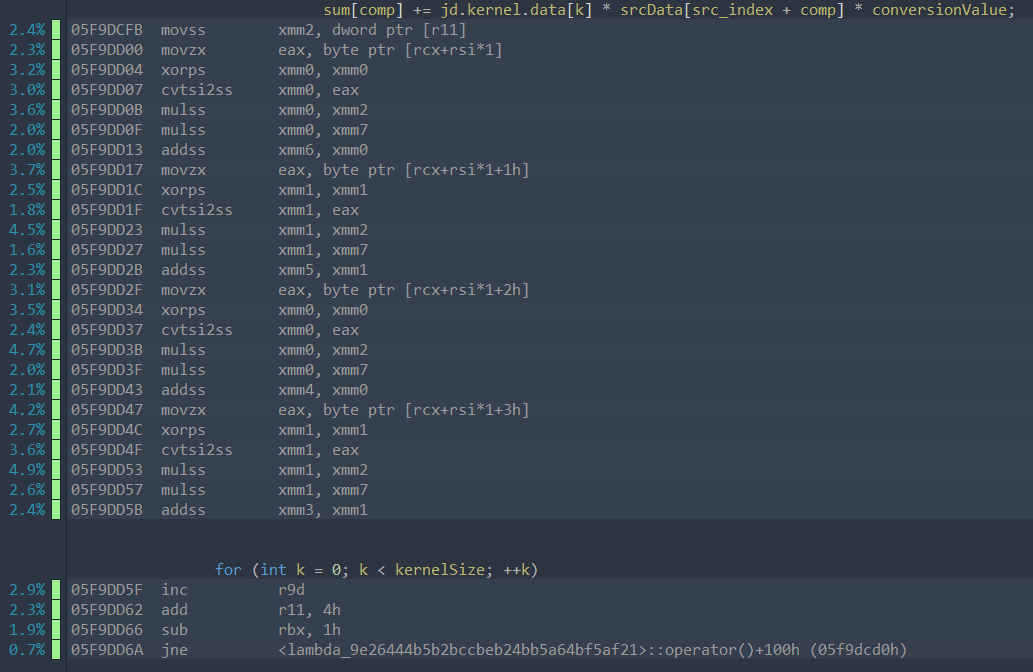 sum[comp] += jd.kernel.data[k] * srcData[src_index + comp] * conversionValue;
2.4% 05F9DCFB movss xmm2, dword ptr [r11]
2.3% 05F9DD00 movzx eax, byte ptr [rcx+rsi*1]
3.2% 05F9DD04 xorps xmm0, xmm0
3.0% 05F9DD07 cvtsi2ss xmm0, eax
3.6% 05F9DD0B mulss xmm0, xmm2
2.0% 05F9DD0F mulss xmm0, xmm7
2.0% 05F9DD13 addss xmm6, xmm0
3.7% 05F9DD17 movzx eax, byte ptr [rcx+rsi*1+1h]
2.5% 05F9DD1C xorps xmm1, xmm1
1.8% 05F9DD1F cvtsi2ss xmm1, eax
4.5% 05F9DD23 mulss xmm1, xmm2
1.6% 05F9DD27 mulss xmm1, xmm7
2.3% 05F9DD2B addss xmm5, xmm1
3.1% 05F9DD2F movzx eax, byte ptr [rcx+rsi*1+2h]
3.5% 05F9DD34 xorps xmm0, xmm0
2.4% 05F9DD37 cvtsi2ss xmm0, eax
4.7% 05F9DD3B mulss xmm0, xmm2
2.0% 05F9DD3F mulss xmm0, xmm7
2.1% 05F9DD43 addss xmm4, xmm0
4.2% 05F9DD47 movzx eax, byte ptr [rcx+rsi*1+3h]
2.7% 05F9DD4C xorps xmm1, xmm1
3.6% 05F9DD4F cvtsi2ss xmm1, eax
4.9% 05F9DD53 mulss xmm1, xmm2
2.6% 05F9DD57 mulss xmm1, xmm7
2.4% 05F9DD5B addss xmm3, xmm1
for (int k = 0; k < kernelSize; ++k)
2.9% 05F9DD5F inc r9d
2.3% 05F9DD62 add r11, 4h
1.9% 05F9DD66 sub rbx, 1h
0.7% 05F9DD6A jne <lambda_9e26444b5b2bccbeb24bb5a64bf5af21>::operator()+100h (05f9dcd0h)